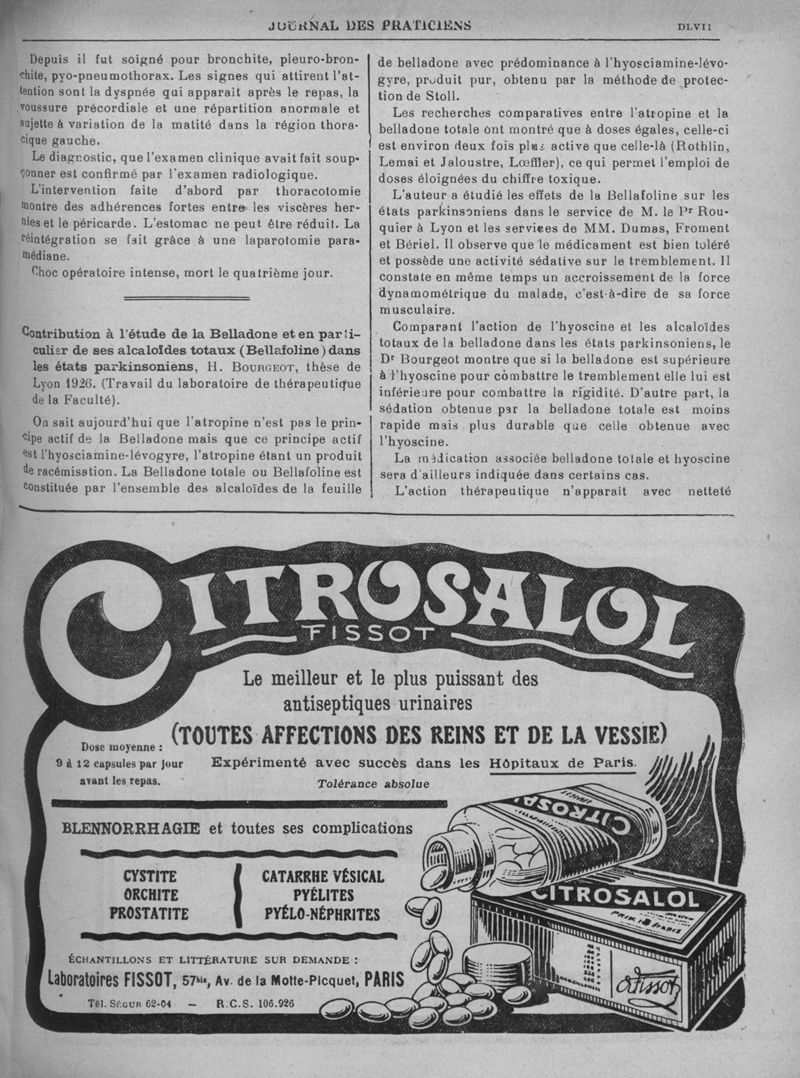 JOURNAL DES PRATICIENS
DLVII
Depuis il fut soigné pour bronchite, pleuro-bron-
chite, pyo-pneumothorax. Les signes qui attirent l'at-
tention sont la dyspnée qui apparaît après le repas, la
voussure précordiale et une répartition anormale et
sujette à variation de la matité dans la région thora-
cique gauche.
Le diagnostic, que l'examen clinique avait fait soup-
çonner est confirmé par l'examen radiologique.
L'intervention faite d'abord par thoracotomie
montre des adhérences fortes entre les viscères her-
niés et le péricarde. L'estomac ne peut être réduit. La
réintégration se fait grâce à une laparotomie para-
médiane.
Choc opératoire intense, mort le quatrième jour.
Contribution à l'étude de la Belladone et en parti-
culier de ses alcaloïdes totaux (Bellafoline) dans
les états parkinsoniens, H. BOURGEOT, thèse de
Lyon 1926. (Travail du laboratoire de thérapeutique
de la Faculté).
On sait aujourd'hui que l'atropine n'est pas le prin-
cipe actif de la Belladone mais que ce principe actif
est l'hyosciamine-lévogyre, l'atropine étant un produit
de racémisation. La Belladone totale ou Bellafoline est
constituée par l'ensemble des alcaloïdes de la feuille
de belladone avec prédominance à l'hyosciamine-lévo-
gyre, produit pur, obtenu par la méthode de protec-
tion de Stoll.
Les recherches comparatives entre l'atropine et la
belladone totale ont montré que à doses égales, celle-ci
est environ deux fois plus active que celle-là (Rothlin,
Lemai et Jaloustre, Lœffler), ce qui permet l'emploi de
doses éloignées du chiffre toxique.
L'auteur a étudié les effets de la Bellafoline sur les
états parkinsoniens dans le service de M. le Pr Rou-
quier à Lyon et les services de MM. Dumas, Froment
et Bériel. Il observe que le médicament est bien toléré
et possède une activité sédative sur le tremblement. Il
constate en même temps un accroissement de la force
dynamométrique du malade, c'est-à-dire de sa force
musculaire.
Comparant l'action de l'hyoscine et les alcaloïdes
totaux de la belladone dans les états parkinsoniens, le
Dr Bourgeot montre que si la belladone est supérieure
à l'hyoscine pour combattre le tremblement elle lui est
inférieure pour combattre la rigidité. D'autre part, la
sédation obtenue par la belladone totale est moins
rapide mais plus durable que celle obtenue avec
l'hyoscine.
La médication associée belladone totale et hyoscine
sera d'ailleurs indiquée dans certains cas.
L'action thérapeutique n'apparait avec netteté
CITROSALOL
FISSOT
Le meilleur et le plus puissant des
antiseptiques urinaires
(TOUTES AFFECTIONS DES REINS ET DE LA VESSIE)
Dose moyenne :
9 à 12 capsules par jour
avant les repas.
Expérimenté avec succès dans les Hôpitaux de Paris.
Tolérance absolue
BLENNORRHAGIE et toutes ses complications
CYSTITE
ORCHITE
PROSTATITE
CATARRHE VÉSICAL
PYÉLITES
PYÉLO-NÉPHRITES
ÉCHANTILLONS ET LITTÉRATURE SUR DEMANDE :
Laboratoires FISSOT, 57bis, Av. de la Motte-Picquet, PARIS
Tél. SÉGUR 62-04 — R.C.S. 106.926
CITROSALOL
CITROSALOL
Fissot